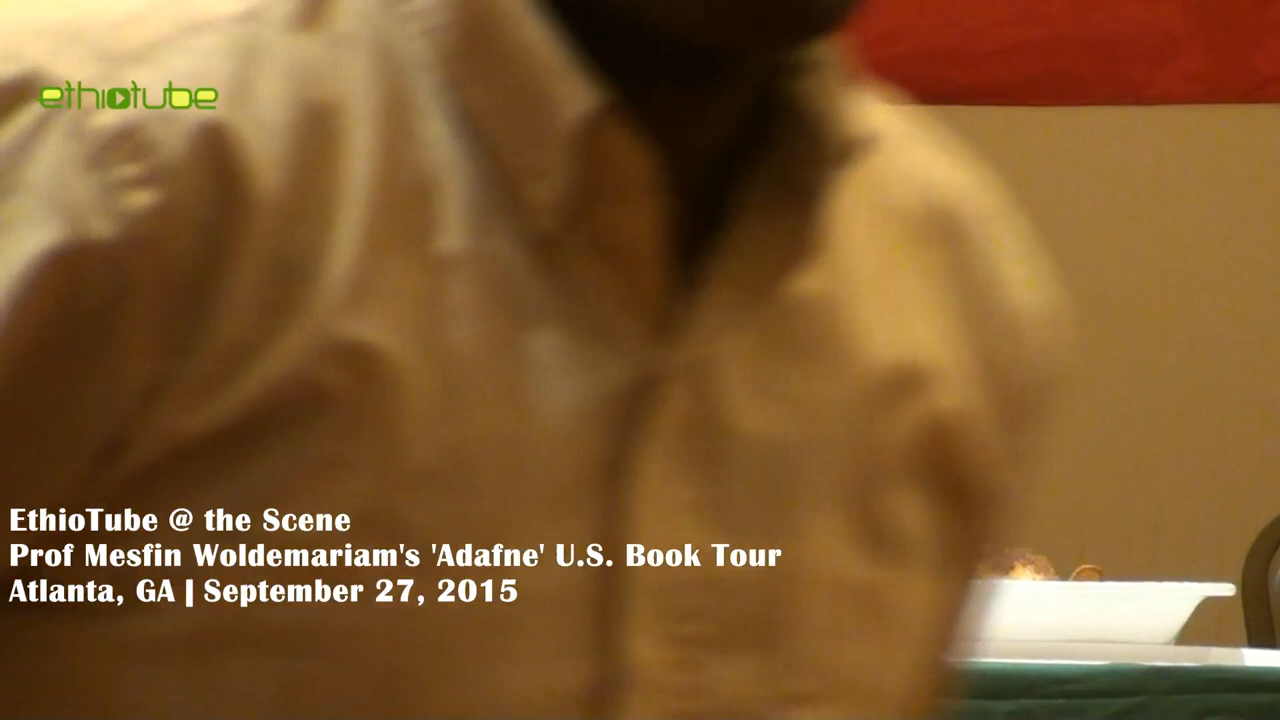 ethiotube
EthioTube @ the Scene
Prof Mesfin Woldemariam's 'Adafne' U.S. Book Tour
Atlanta, GA | September 27, 2015